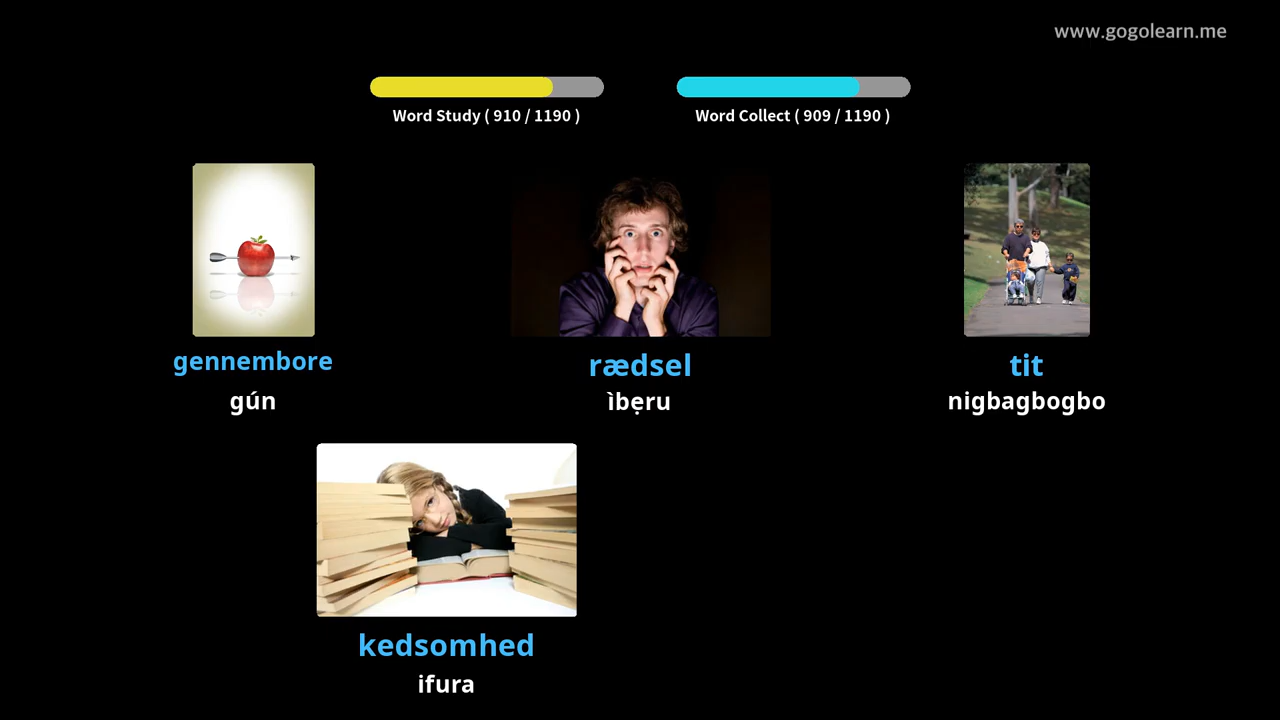 www.gogolearn.me
Word Study ( 910 / 1190 )
Word Collect ( 909 / 1190 )
gennembore
gún
rædsel
ìbẹru
tit
nigbagbogbo
kedsomhed
ifura